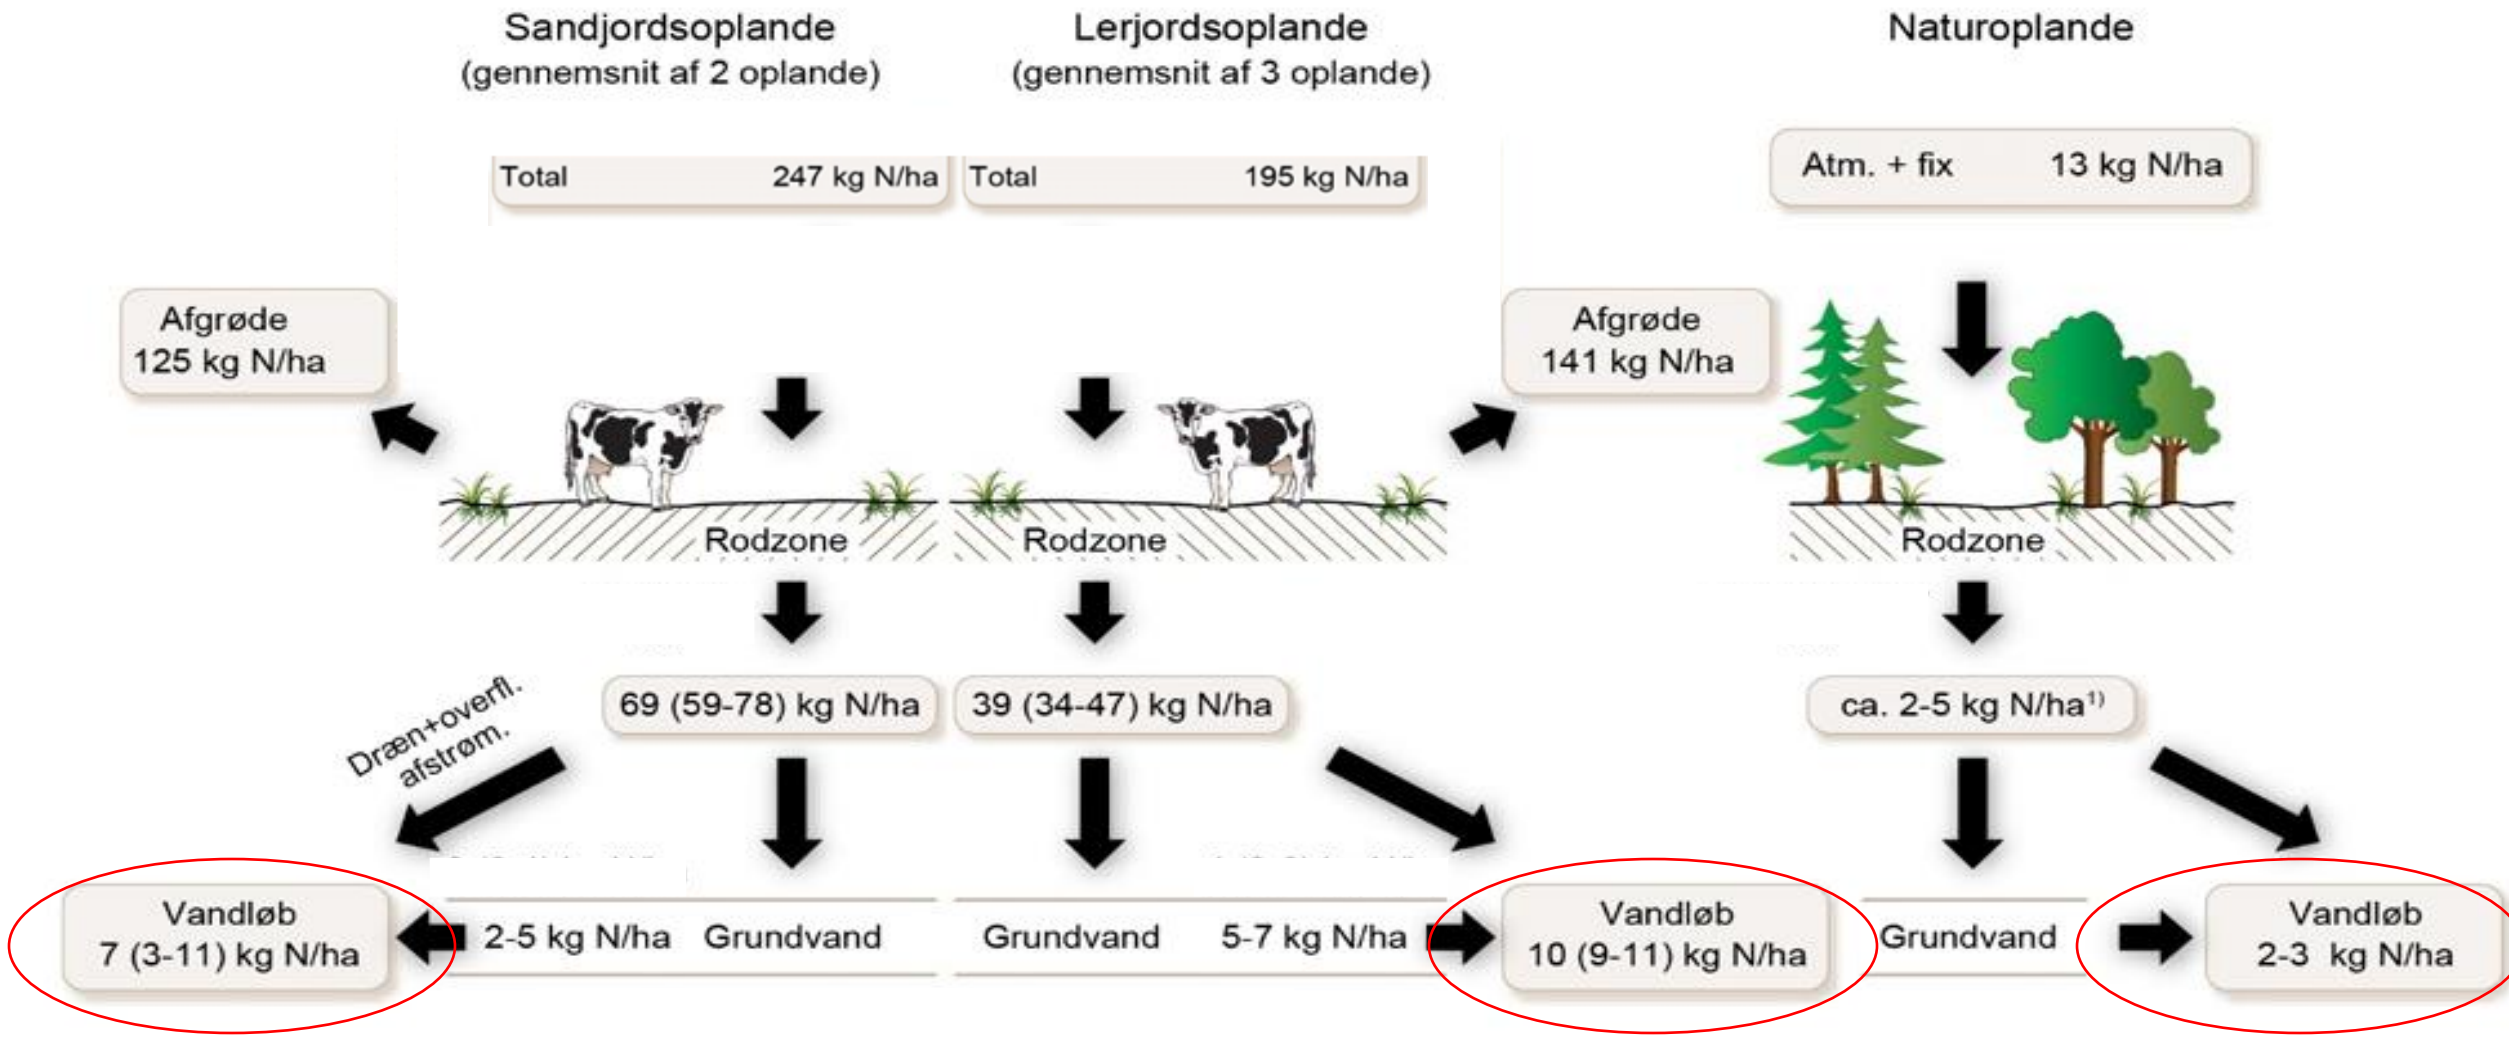 Sandjordsoplande
(gennemsnit af 2 oplande)
Lerjordsoplande
(gennemsnit af 3 oplande)
Naturoplande
Total 247 kg N/ha
Total 195 kg N/ha
Atm. + fix 13 kg N/ha
Afgrøde
125 kg N/ha
Afgrøde
141 kg N/ha
Rodzone
Rodzone
Rodzone
69 (59-78) kg N/ha
39 (34-47) kg N/ha
ca. 2-5 kg N/ha¹⁾
Dræn+overfl.
afstrøm.
Vandløb
7 (3-11) kg N/ha
2-5 kg N/ha
Grundvand
Grundvand
5-7 kg N/ha
Vandløb
10 (9-11) kg N/ha
Grundvand
Vandløb
2-3 kg N/ha